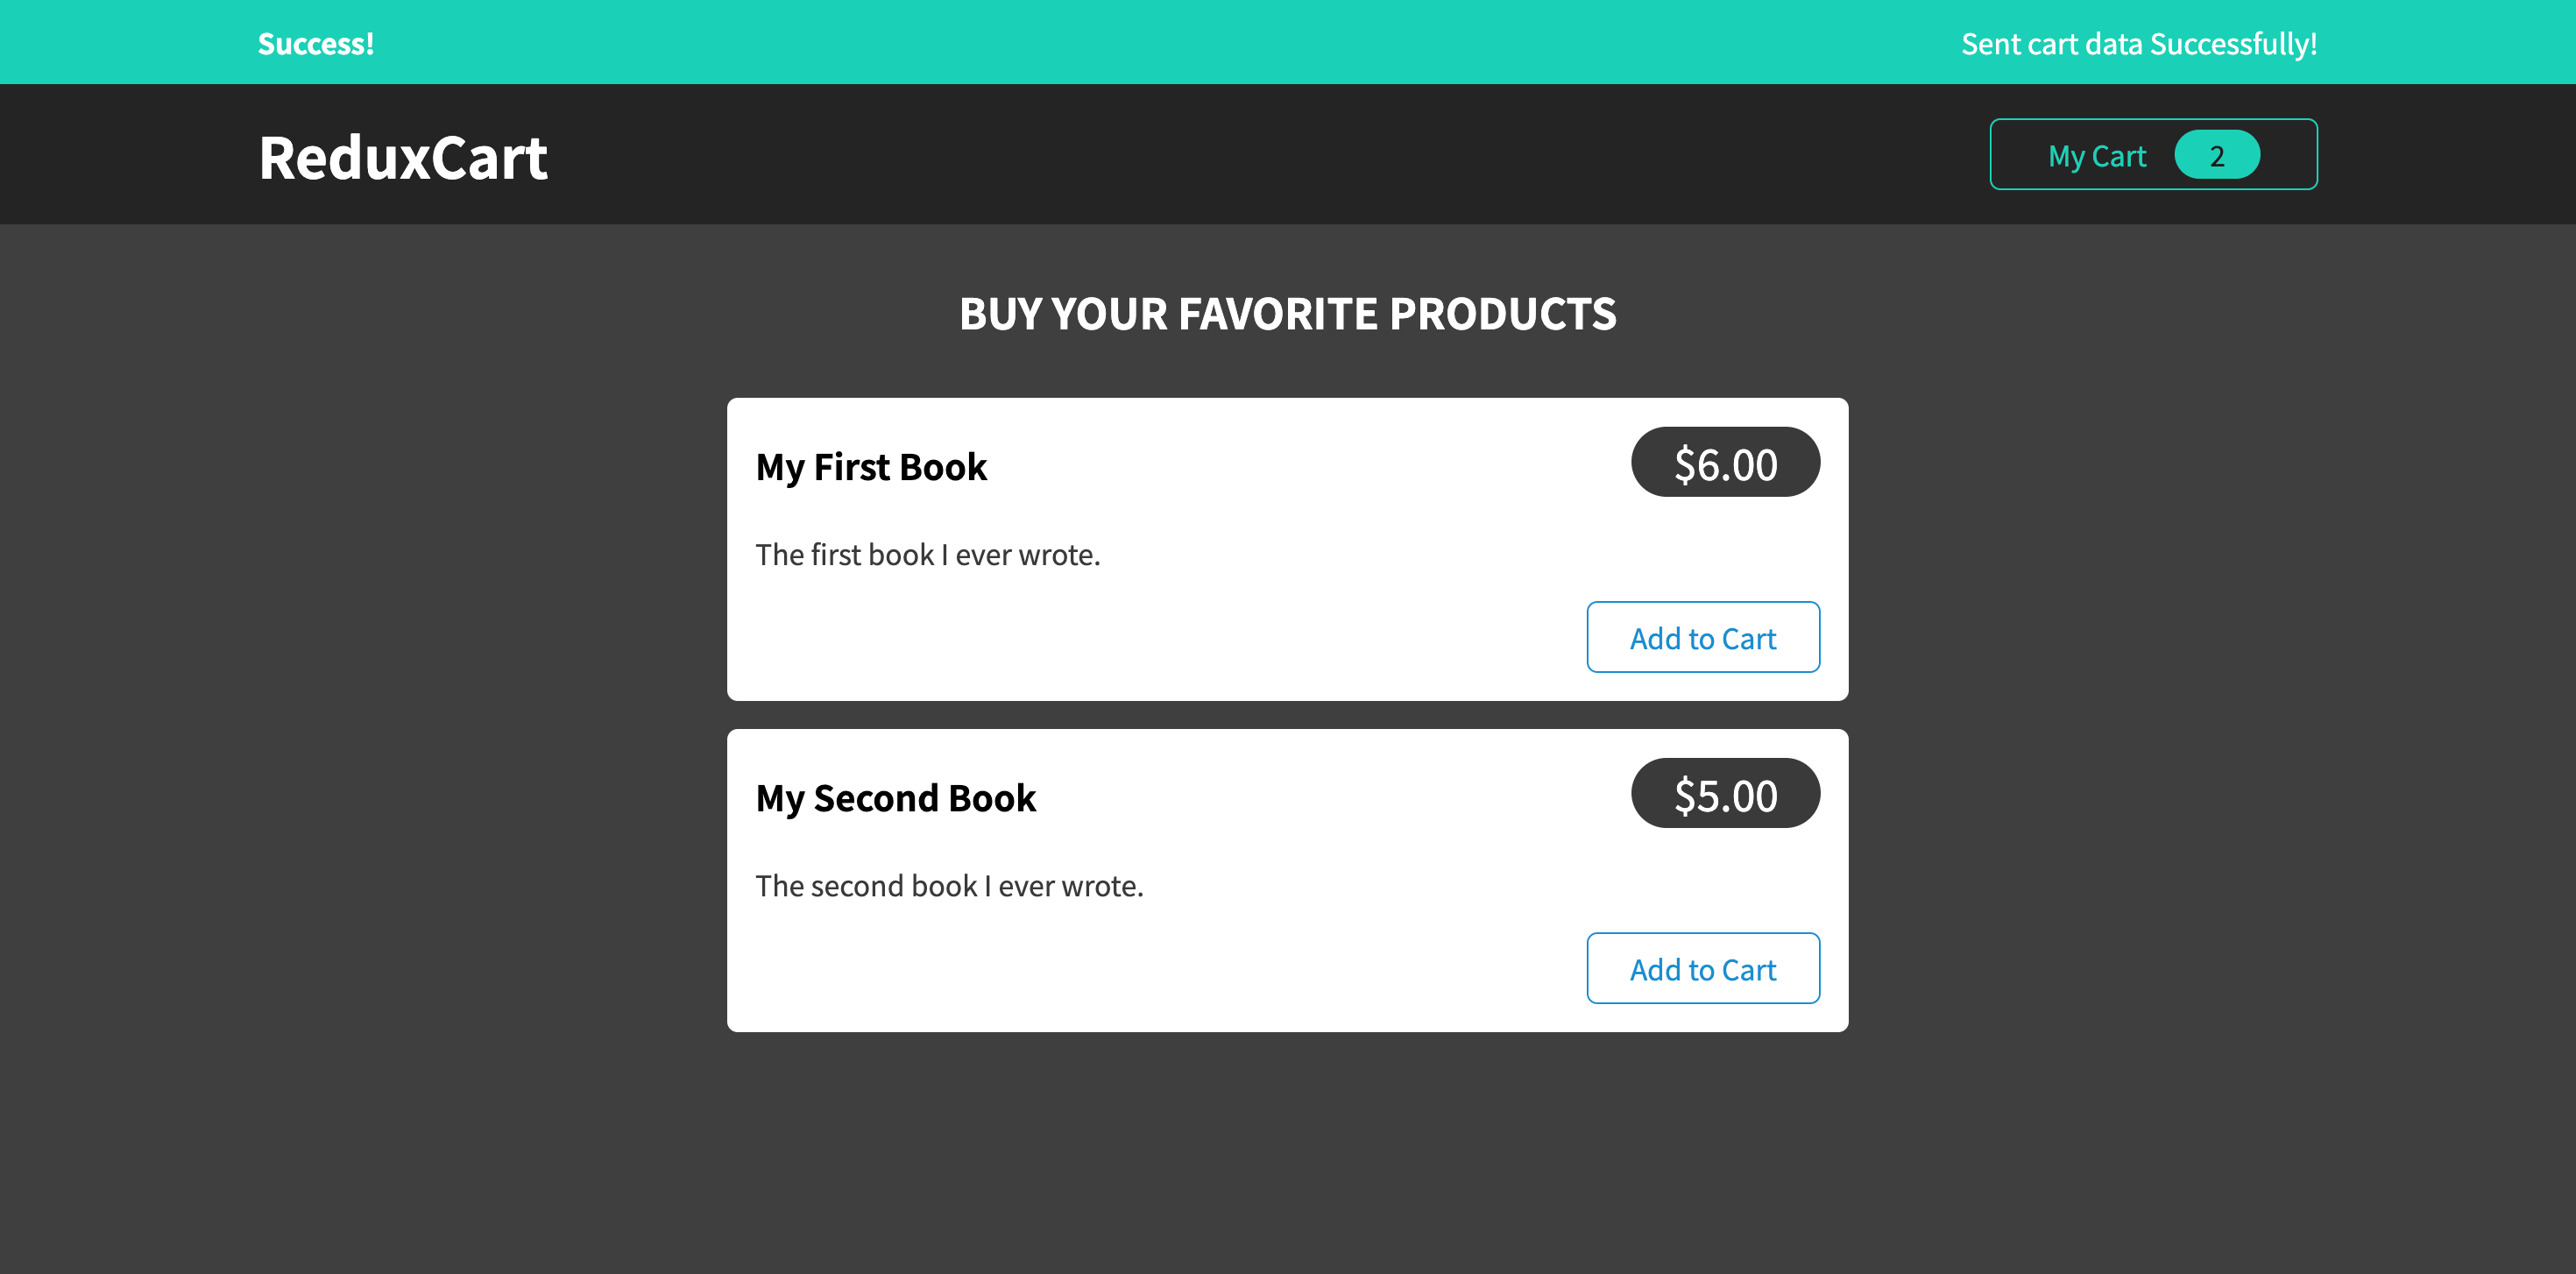 Success! Sent cart data Successfully!
ReduxCart My Cart 2
BUY YOUR FAVORITE PRODUCTS
My First Book $6.00
The first book I ever wrote.
Add to Cart
My Second Book $5.00
The second book I ever wrote.
Add to Cart